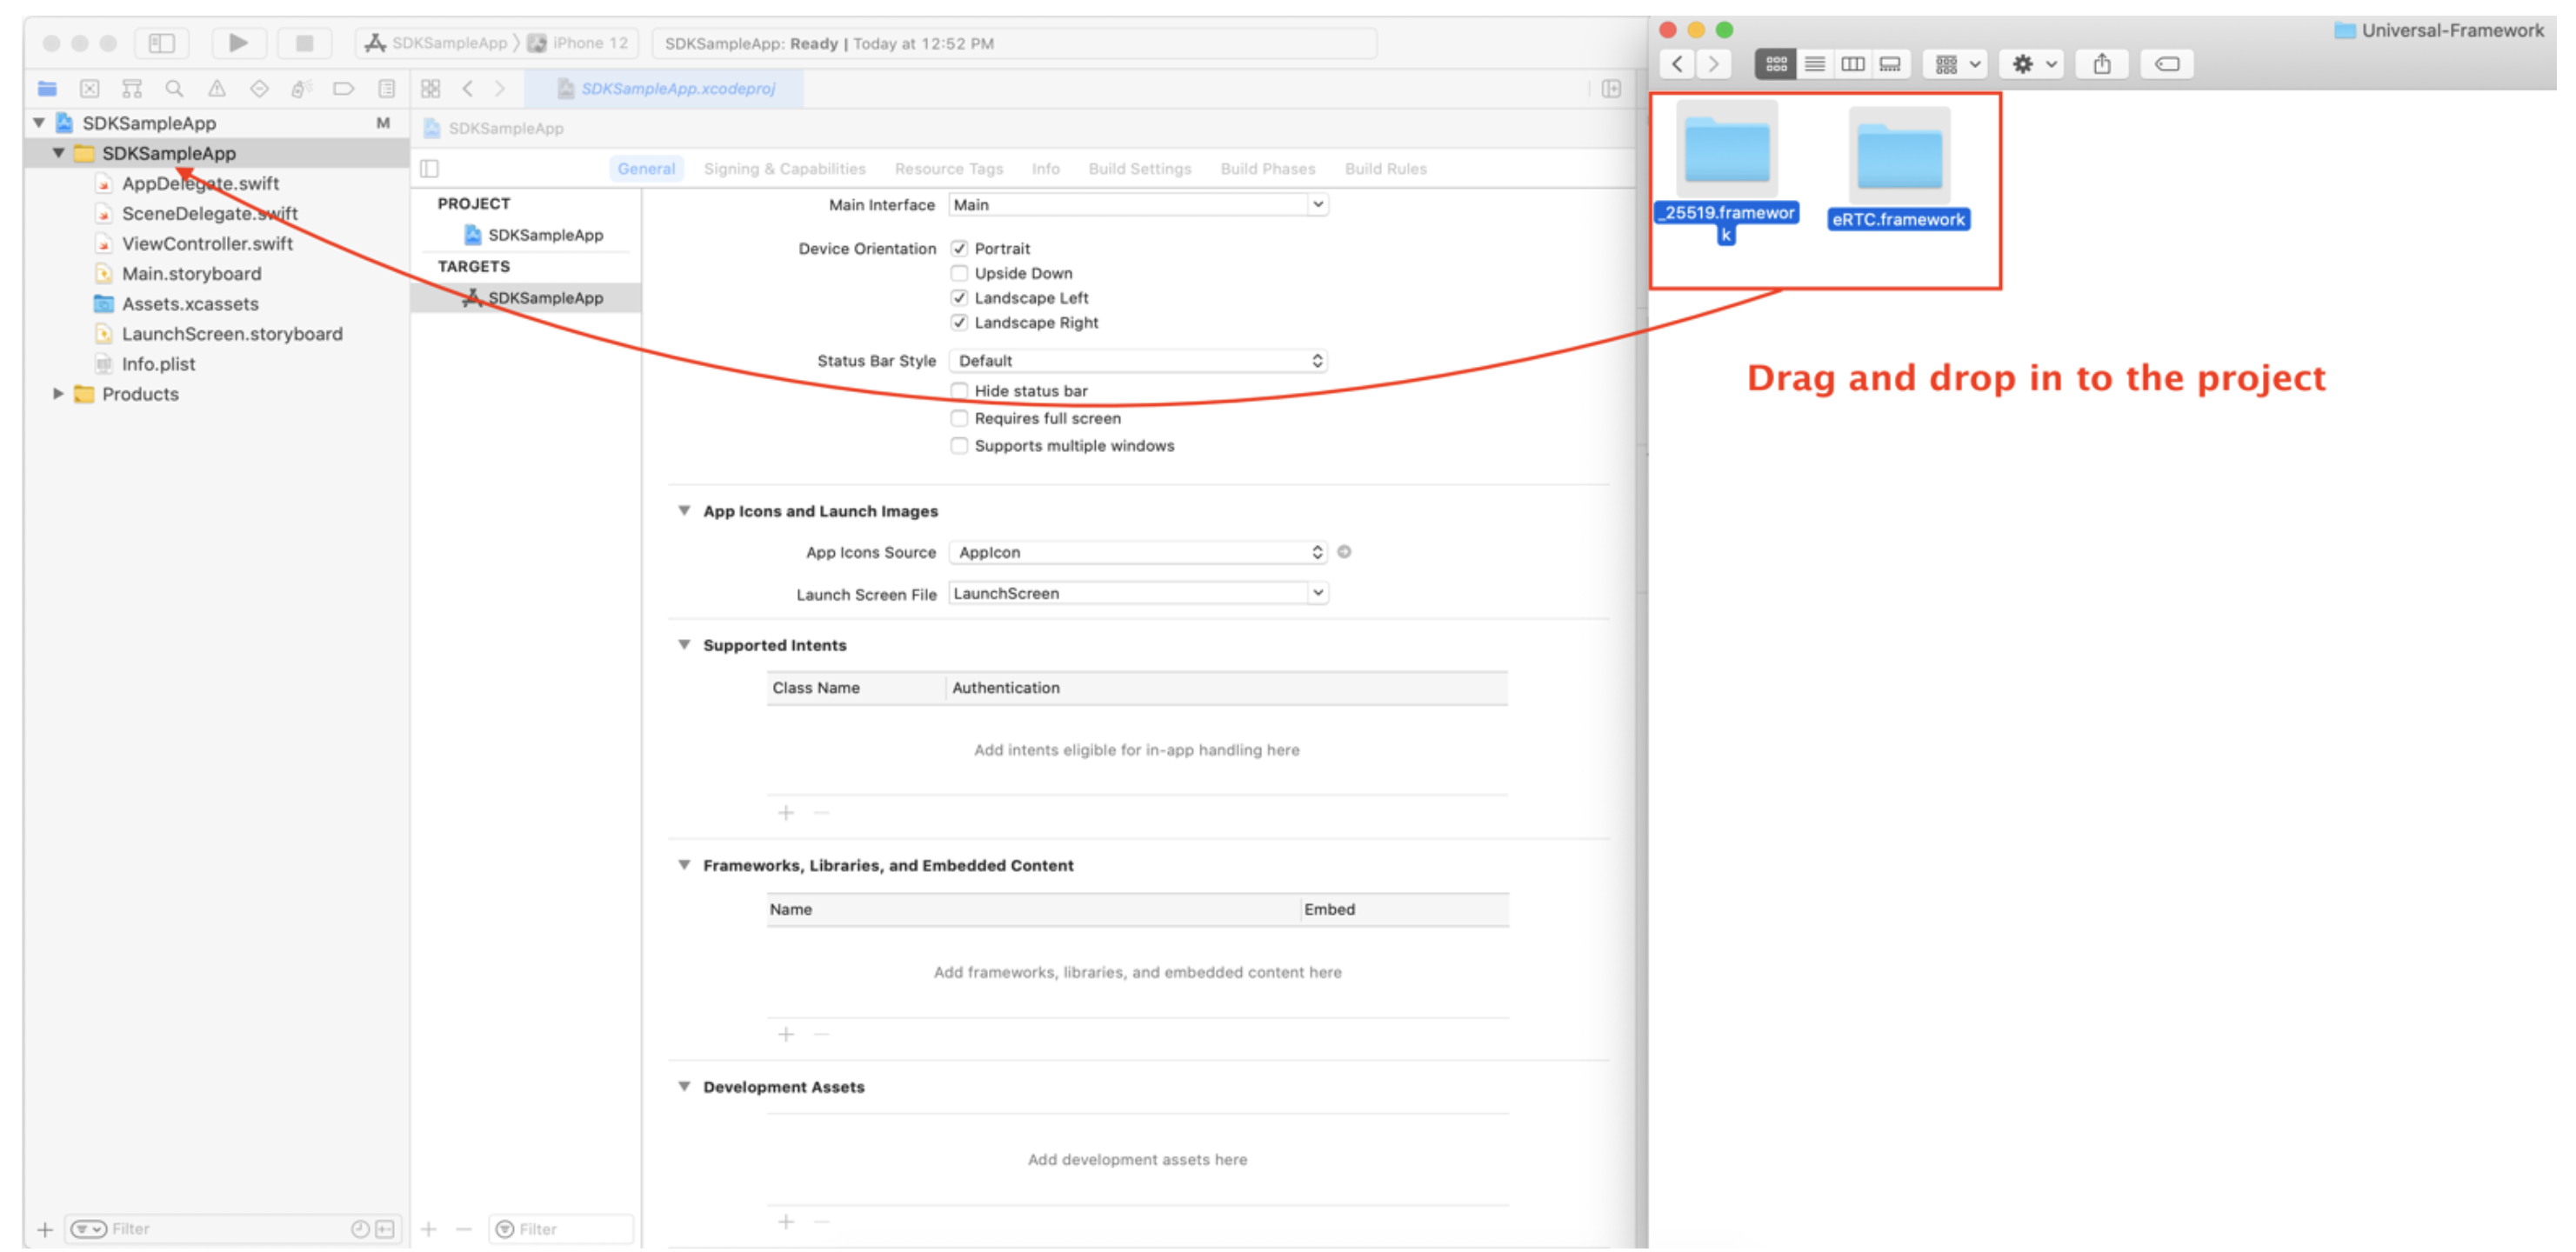 SDKSampleApp 〉 iPhone 12
SDKSampleApp: Ready | Today at 12:52 PM
SDKSampleApp.xcodeproj
SDKSampleApp M
SDKSampleApp
AppDelegate.swift
SceneDelegate.swift
ViewController.swift
Main.storyboard
Assets.xcassets
LaunchScreen.storyboard
Info.plist
Products
Filter
SDKSampleApp
General Signing & Capabilities Resource Tags Info Build Settings Build Phases Build Rules
PROJECT
SDKSampleApp
TARGETS
SDKSampleApp
Filter
Main Interface Main
Device Orientation Portrait
Upside Down
Landscape Left
Landscape Right
Status Bar Style Default
Hide status bar
Requires full screen
Supports multiple windows
App Icons and Launch Images
App Icons Source AppIcon
Launch Screen File LaunchScreen
Supported Intents
Class Name Authentication
Add intents eligible for in-app handling here
Frameworks, Libraries, and Embedded Content
Name Embed
Add frameworks, libraries, and embedded content here
Development Assets
Add development assets here
Universal-Framework
_25519.framewor
k
eRTC.framework
Drag and drop in to the project